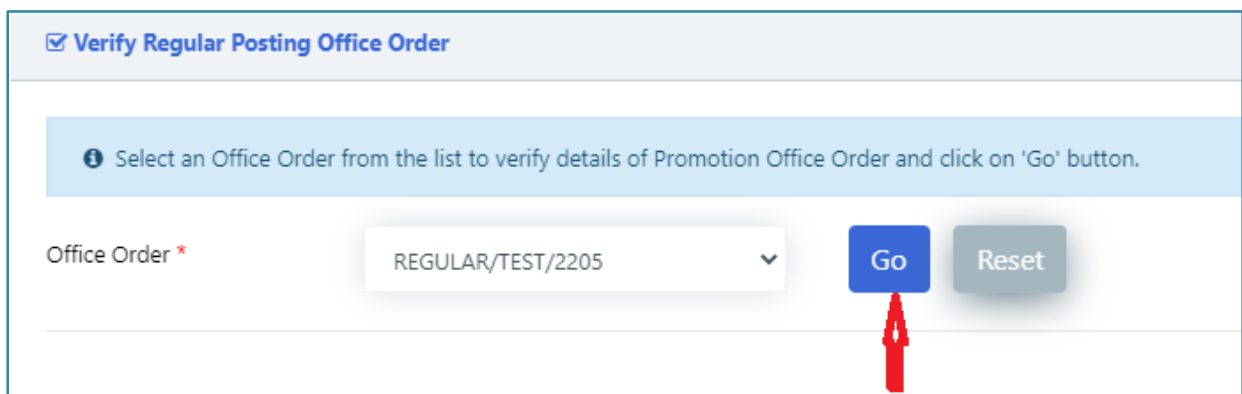 Verify Regular Posting Office Order
Select an Office Order from the list to verify details of Promotion Office Order and click on 'Go' button.
Office Order * REGULAR/TEST/2205 Go Reset